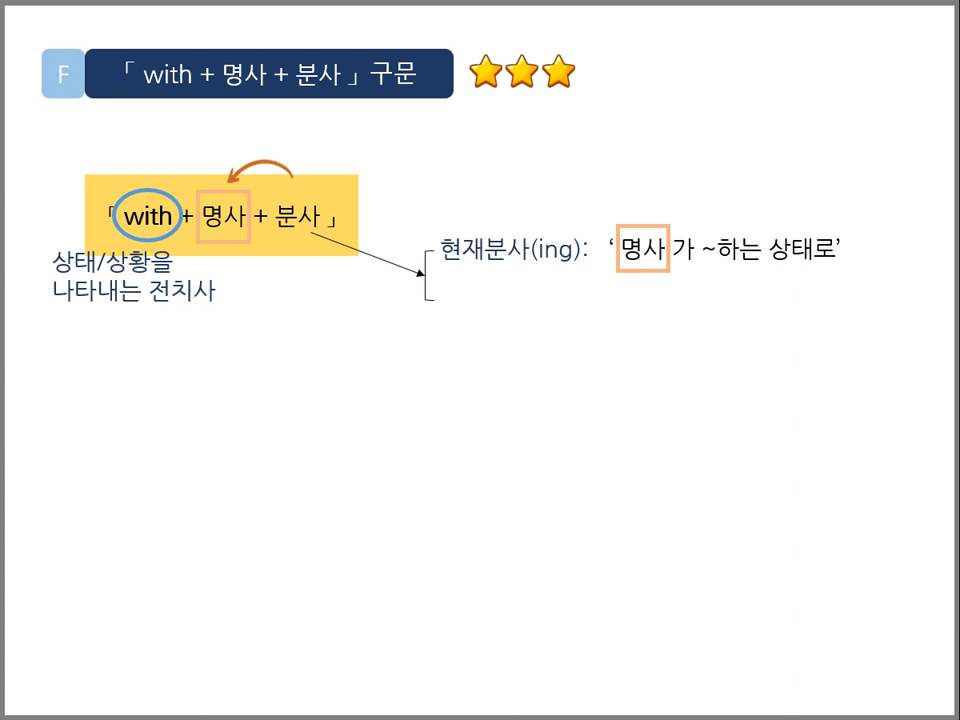 F 「 with + 명사 + 분사 」구문
「 with + 명사 + 분사 」
상태/상황을
나타내는 전치사
현재분사(ing): ‘ 명사 가 ~하는 상태로’